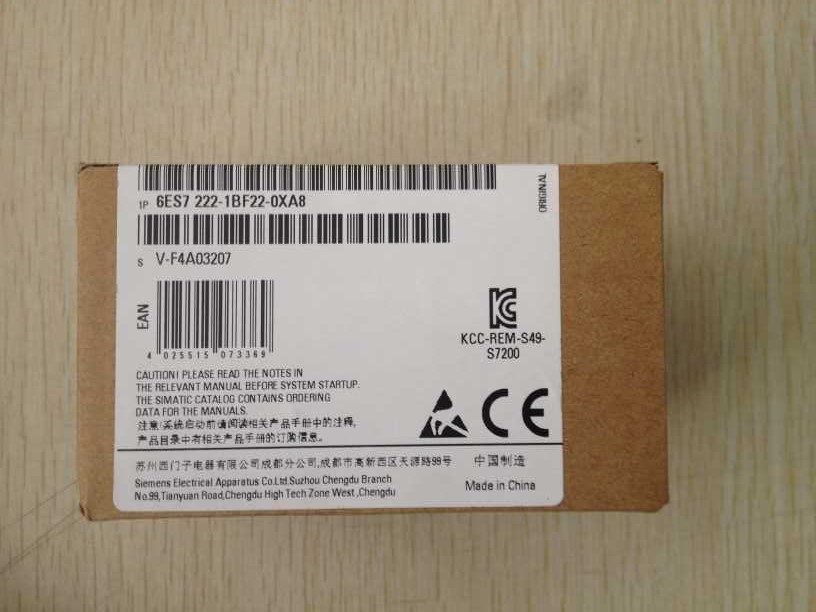 1P 6ES7 222-1BF22-0XA8
ORIGINAL
S V-F4A03207
EAN
4 025515 073369
KCC-REM-S49-
S7200
CAUTION! PLEASE READ THE NOTES IN
THE RELEVANT MANUAL BEFORE SYSTEM STARTUP.
THE SIMATIC CATALOG CONTAINS ORDERING
DATA FOR THE MANUALS.
注意!系统启动前请阅读相关产品手册中的注释,
产品目录中有相关产品手册的订购信息。
CE
苏州西门子电器有限公司成都分公司,成都市高新西区天源路99号 中国制造
Siemens Electrical Apparatus Co.Ltd.Suzhou Chengdu Branch
No.99,Tianyuan Road,Chengdu High Tech Zone West ,Chengdu
Made in China